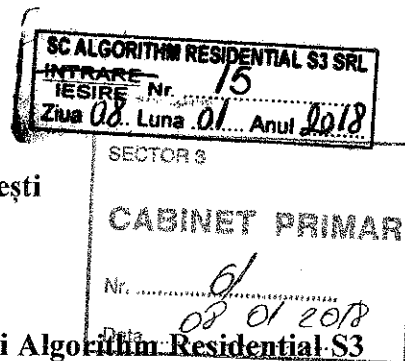 SC ALGORITHM RESIDENTIAL S3 SRL
INTRARE
IESIRE Nr. 15
Ziua 08 Luna 01 Anul 2018
SECTOR 3
ești
CABINET PRIMAR
Nr. 61
Data 08 01 2018
i Algorithm Residential S3